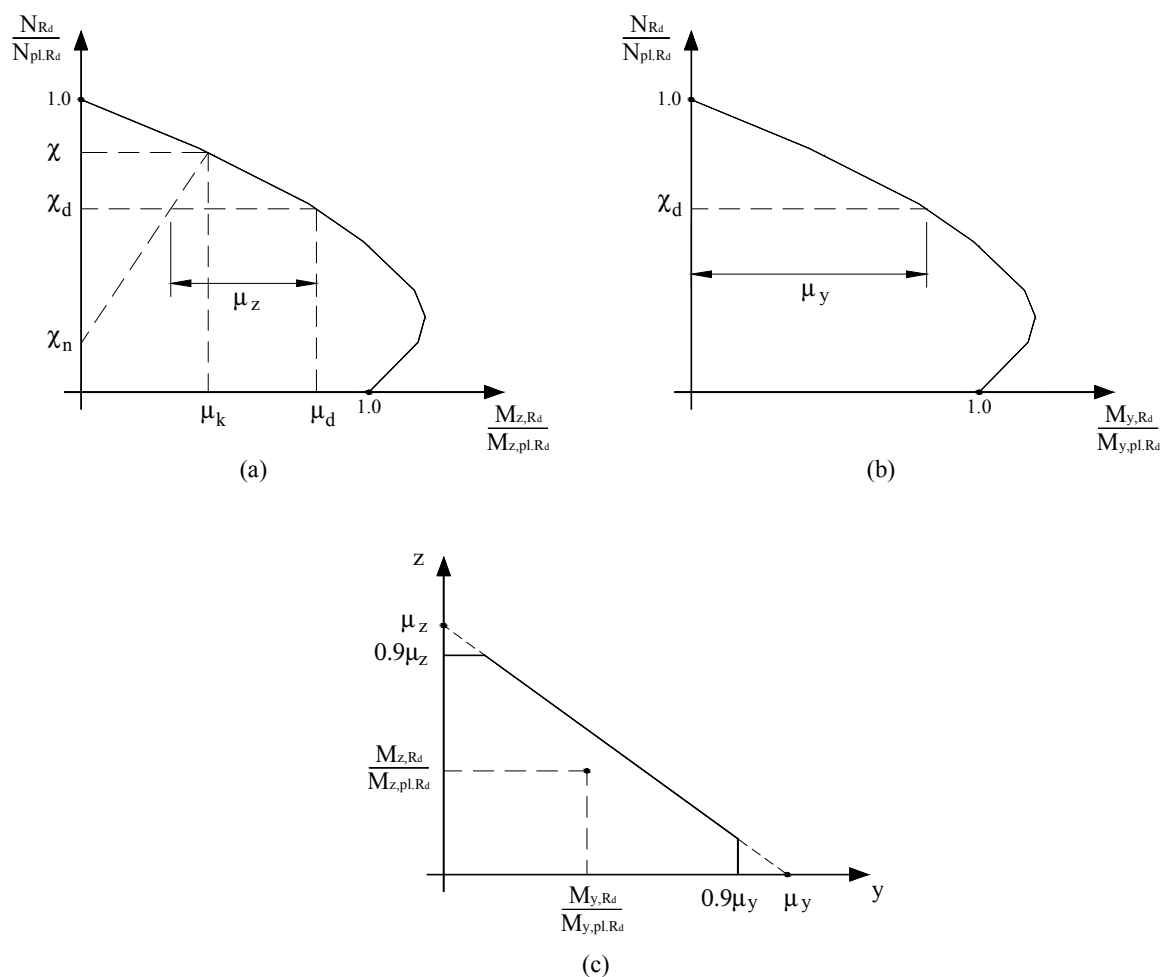 N_Rd
N_pl.Rd
1.0
χ
χ_d
μ_z
χ_n
μ_k
μ_d
1.0
M_z,Rd
M_z,pl.Rd
(a)
N_Rd
N_pl.Rd
1.0
χ_d
μ_y
1.0
M_y,Rd
M_y,pl.Rd
(b)
z
μ_z
0.9μ_z
M_z,Rd
M_z,pl.Rd
M_y,Rd
M_y,pl.Rd
0.9μ_y
μ_y
y
(c)